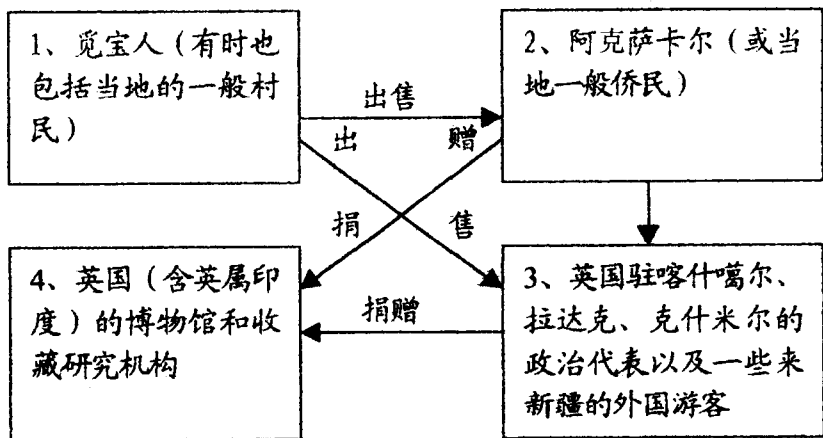 1、觅宝人（有时也
包括当地的一般村
民）
出售
2、阿克萨卡尔（或当
地一般侨民）
出 赠
捐 售
4、英国（含英属印
度）的博物馆和收
藏研究机构
捐赠
3、英国驻喀什噶尔、
拉达克、克什米尔的
政治代表以及一些来
新疆的外国游客